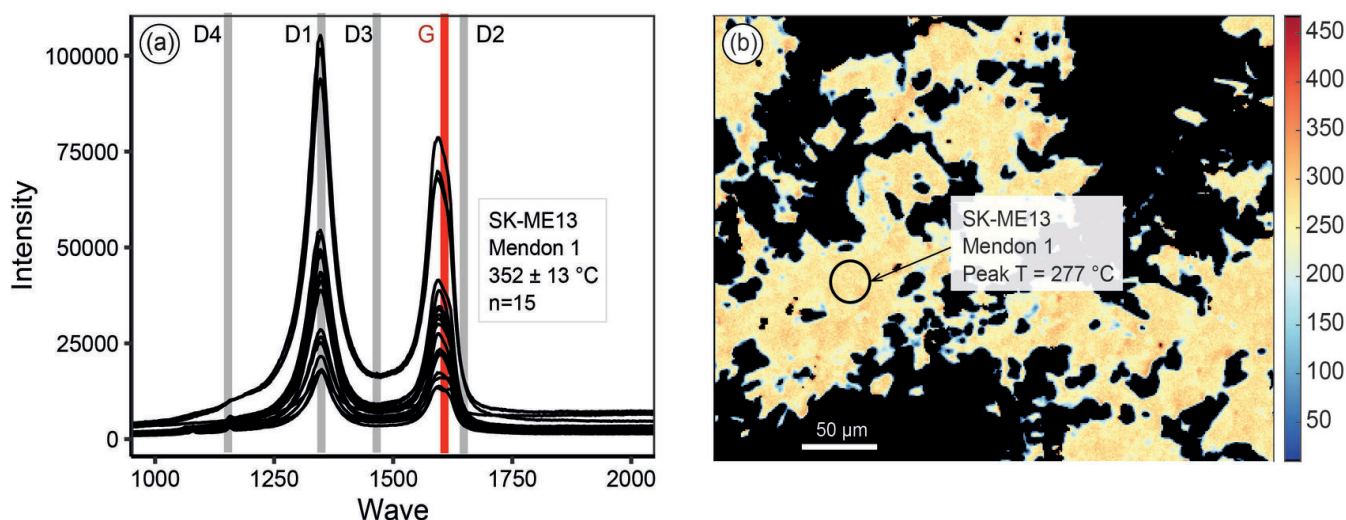 (a)
D4
D1
D3
G
D2
100000
75000
50000
25000
0
Intensity
SK-ME13
Mendon 1
352 ± 13 °C
n=15
1000
1250
1500
1750
2000
Wave
(b)
SK-ME13
Mendon 1
Peak T = 277 °C
50 µm
450
400
350
300
250
200
150
100
50